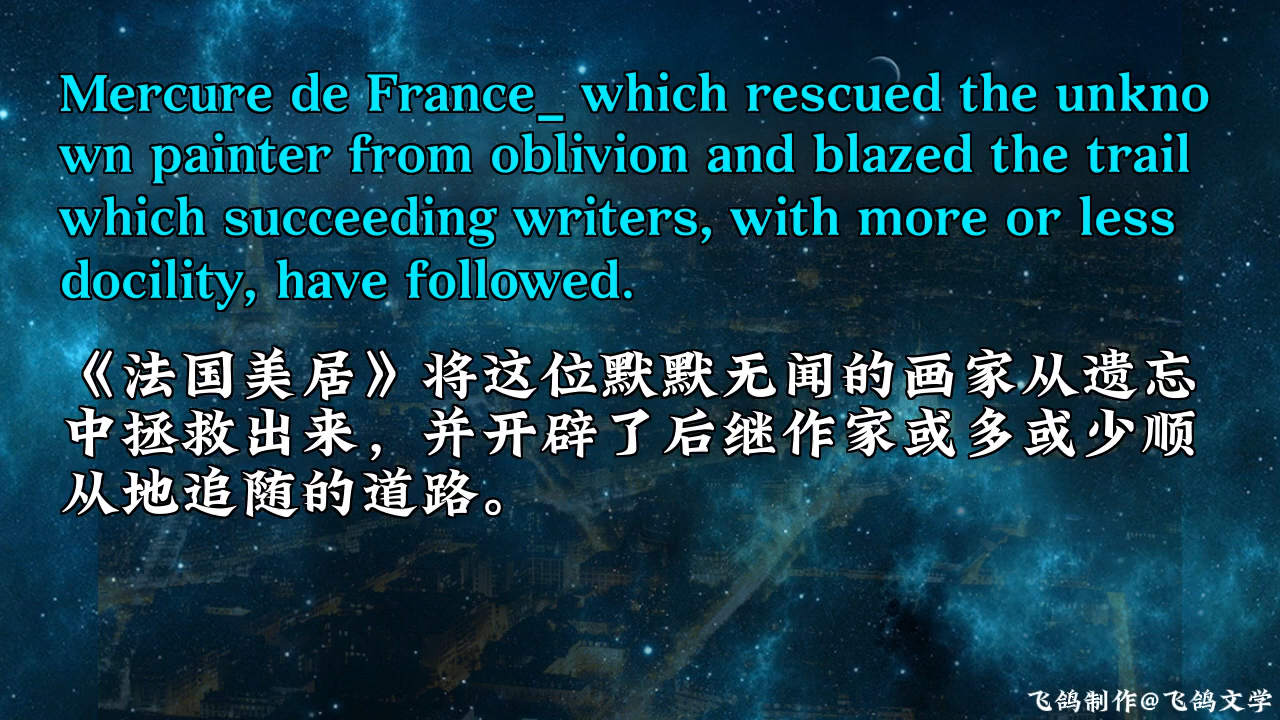 Mercure de France_ which rescued the unkno
wn painter from oblivion and blazed the trail
which succeeding writers, with more or less
docility, have followed.
《法国美居》将这位默默无闻的画家从遗忘
中拯救出来，并开辟了后继作家或多或少顺
从地追随的道路。
飞鸽制作@飞鸽文学